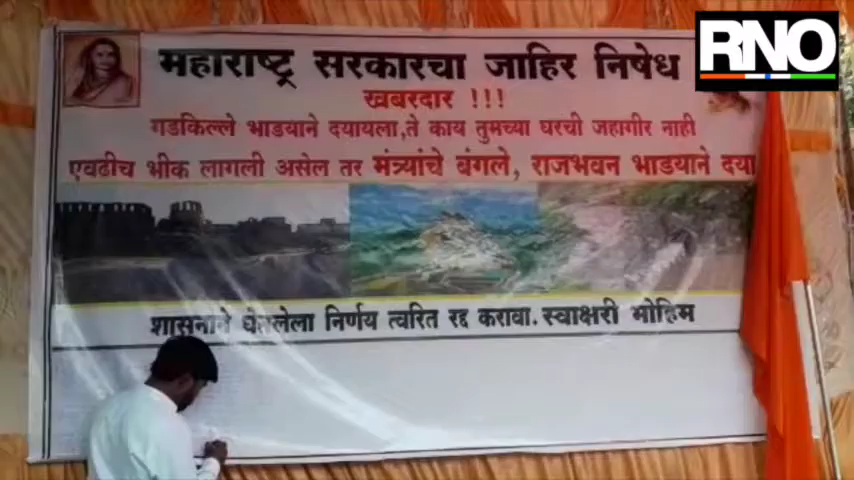 RNO
महाराष्ट्र सरकारचा जाहिर निषेध
खबरदार !!!
गडकिल्ले भाडयाने दयायला,ते काय तुमच्या घरची जहागीर नाही
एवढीच भीक लागली असेल तर मंत्र्यांचे बंगले, राजभवन भाडयाने दया
शासनाने घेतलेला निर्णय त्वरित रद्द करावा. स्वाक्षरी मोहिम